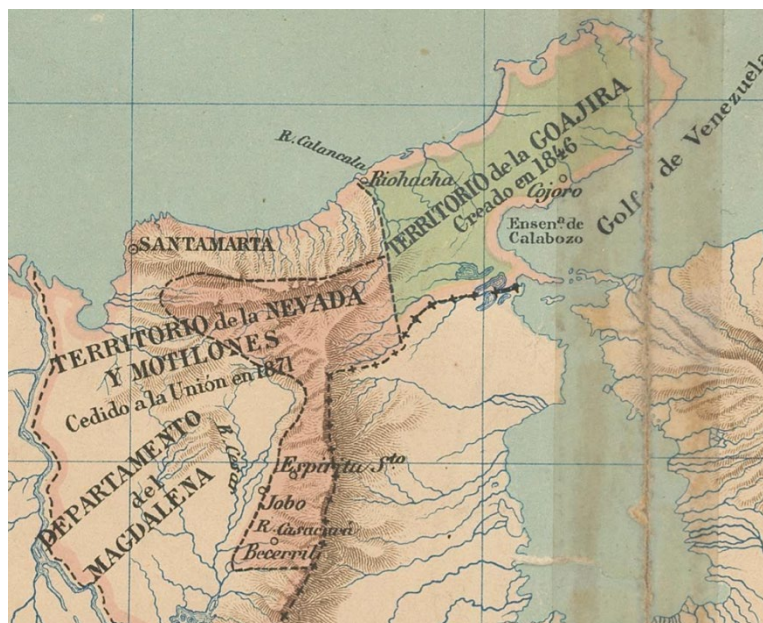 R. Calancala
Riohacha
TERRITORIO de la GOAJIRA
Creado en 1846
Cojoro
Golfo de Venezuela
Ensenª de
Calabozo
SANTAMARTA
TERRITORIO de la NEVADA
Y MOTILONES
Cedido a la Unión en 1871
DEPARTAMENTO
del
MAGDALENA
R. Cesar
Espíritu Sto
Jobo
R. Casacará
Becerril